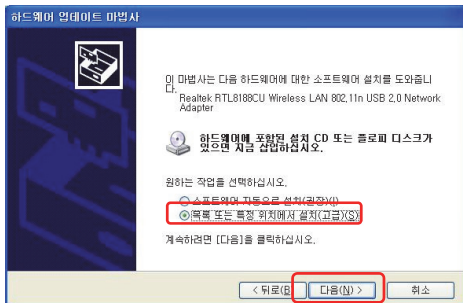 하드웨어 업데이트 마법사
이 마법사는 다음 하드웨어에 대한 소프트웨어 설치를 도와줍니
다.
Realtek RTL8188CU Wireless LAN 802.11n USB 2.0 Network
Adapter
하드웨어에 포함된 설치 CD 또는 플로피 디스크가
있으면 지금 삽입하십시오.
원하는 작업을 선택하십시오.
소프트웨어 자동으로 설치(권장)(I)
목록 또는 특정 위치에서 설치(고급)(S)
계속하려면 [다음]을 클릭하십시오.
< 뒤로(B 다음(N) > 취소